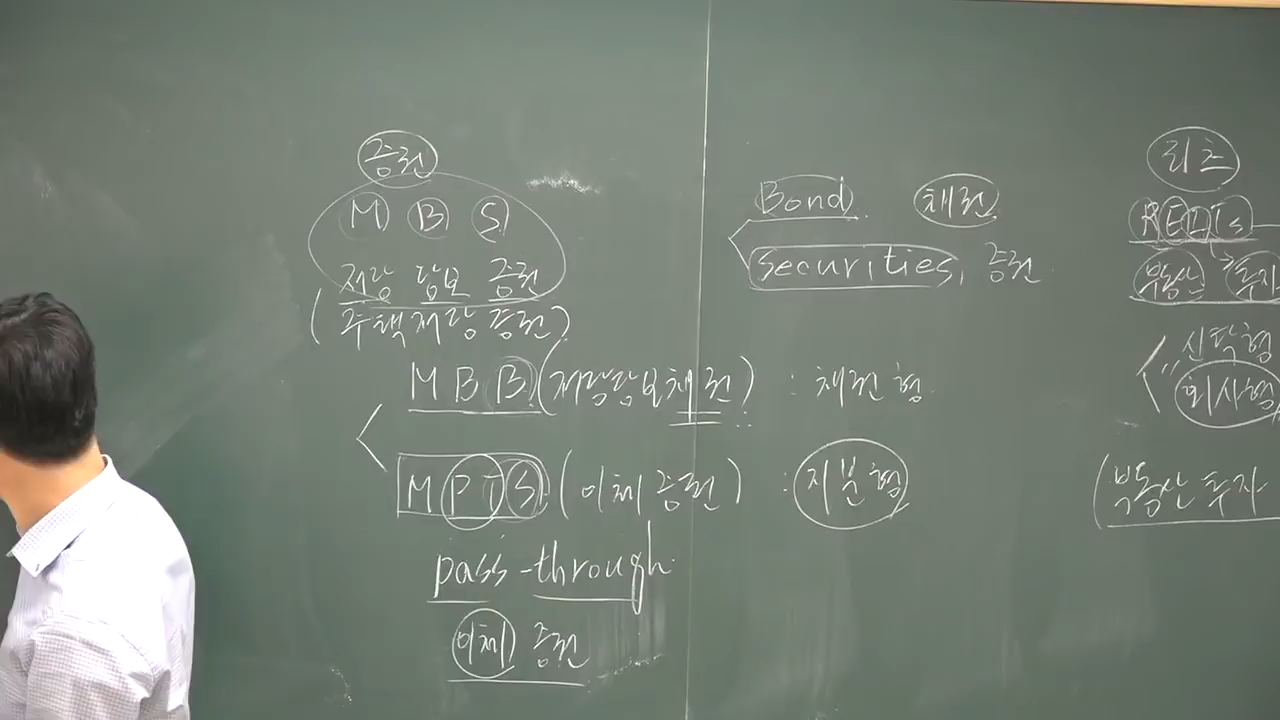 증권
M B S
저당 담보 증권
(주택저당증권)
MBB (저당담보채권) : 채권형
MPTS (이체증권) : 지분형
pass-through
이체 증권
Bond 채권
Securities, 증권
리츠
REITs
부동산 투자
신탁형
회사형
(부동산투자